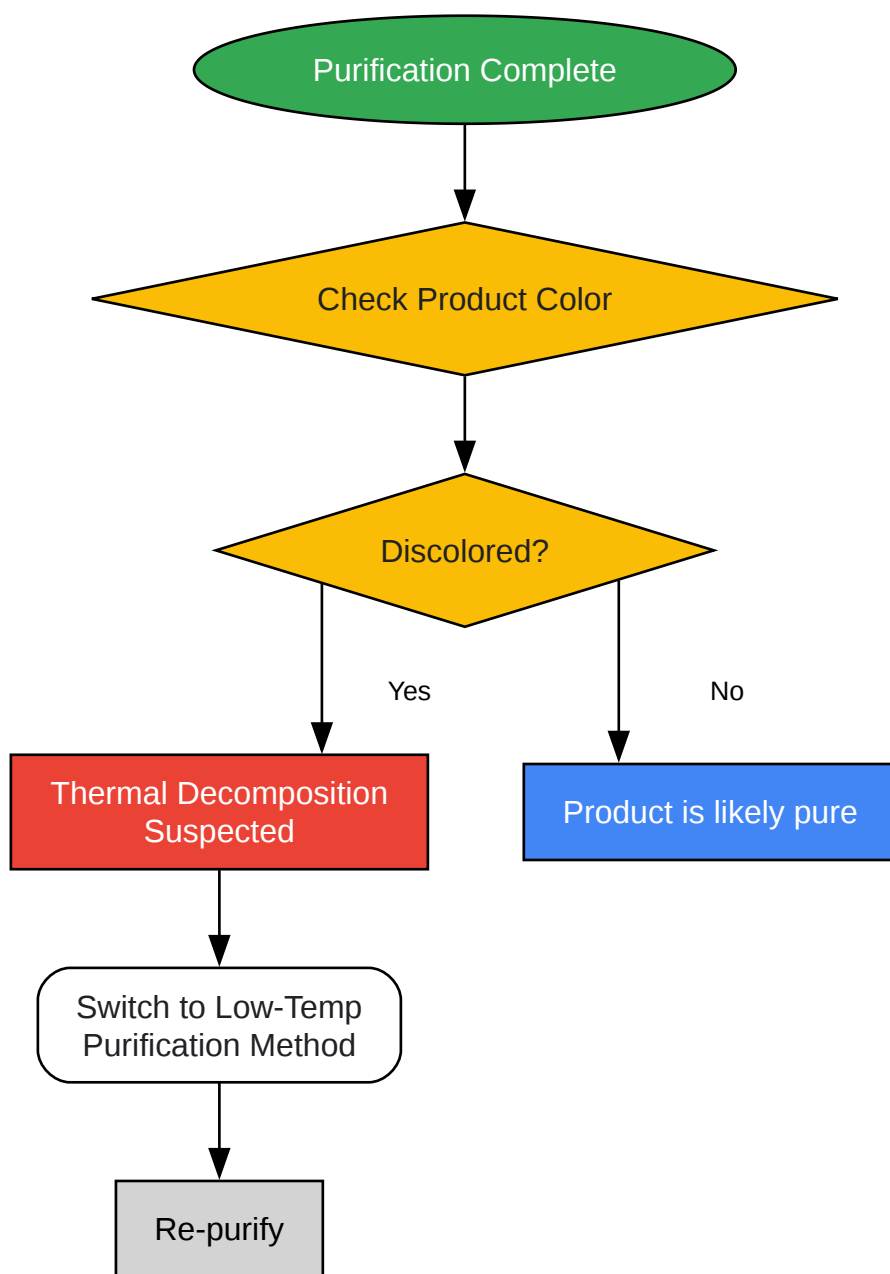 Purification Complete
Check Product Color
Discolored?
Yes
No
Thermal Decomposition
Suspected
Product is likely pure
Switch to Low-Temp
Purification Method
Re-purify